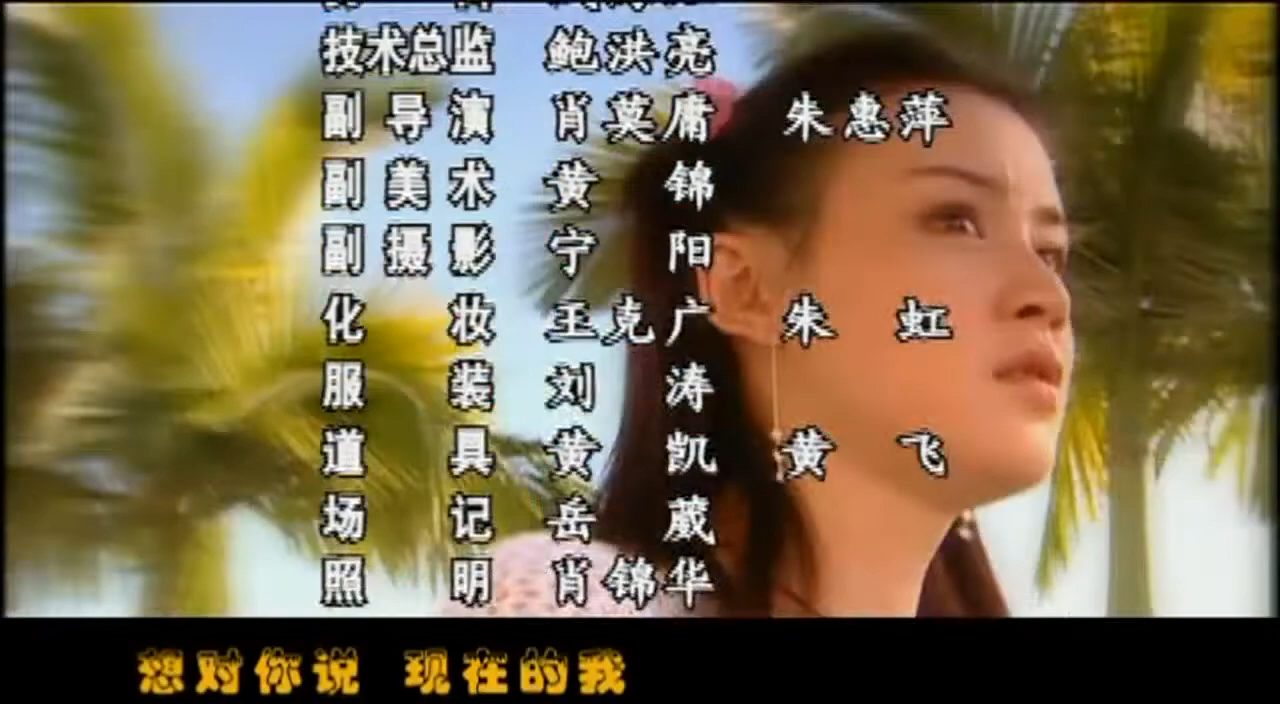 技术总监 鲍洪亮
副导演 肖莫庸 朱惠萍
副美术 黄锦
副摄影 宁阳
化妆 王克广 朱虹
服装 刘涛
道具 黄凯 黄飞
场记 岳葳
照明 肖锦华
想对你说 现在的我